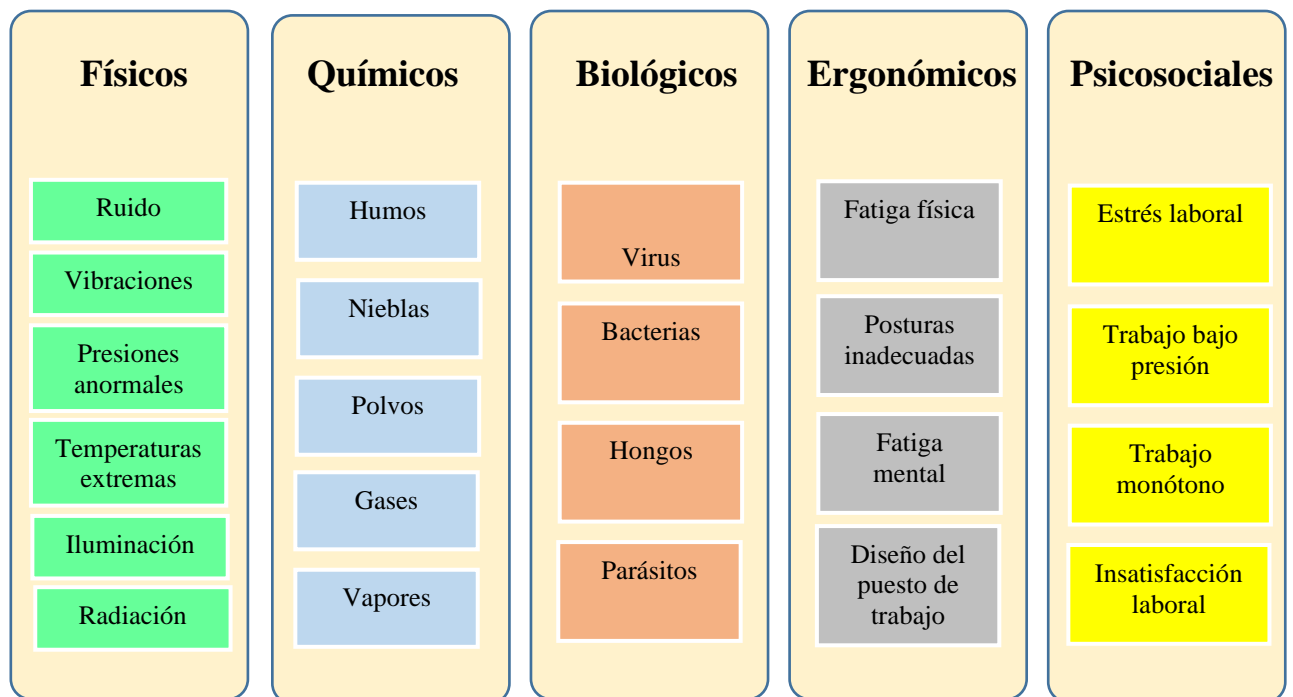 Físicos
Ruido
Vibraciones
Presiones
anormales
Temperaturas
extremas
Iluminación
Radiación
Químicos
Humos
Nieblas
Polvos
Gases
Vapores
Biológicos
Virus
Bacterias
Hongos
Parásitos
Ergonómicos
Fatiga física
Posturas
inadecuadas
Fatiga
mental
Diseño del
puesto de
trabajo
Psicosociales
Estrés laboral
Trabajo bajo
presión
Trabajo
monótono
Insatisfacción
laboral